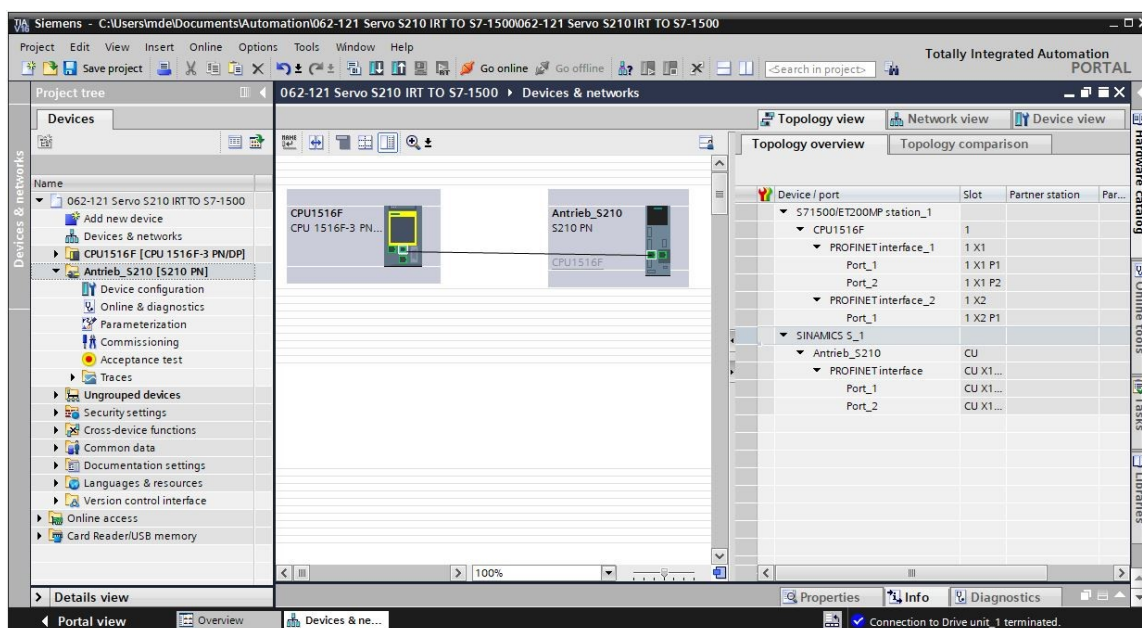 Siemens - C:\Users\mde\Documents\Automation\062-121 Servo S210 IRT TO S7-1500\062-121 Servo S210 IRT TO S7-1500
Project Edit View Insert Online Options Tools Window Help
Totally Integrated Automation
PORTAL
Save project Go online Go offline <Search in project>
Project tree
062-121 Servo S210 IRT TO S7-1500 Devices & networks
Devices
Topology view Network view Device view
Topology overview Topology comparison
Devices & networks
Name
062-121 Servo S210 IRT TO S7-1500
Add new device
Devices & networks
CPU1516F [CPU 1516F-3 PN/DP]
Antrieb_S210 [S210 PN]
Device configuration
Online & diagnostics
Parameterization
Commissioning
Acceptance test
Traces
Ungrouped devices
Security settings
Cross-device functions
Common data
Documentation settings
Languages & resources
Version control interface
Online access
Card Reader/USB memory
CPU1516F
CPU 1516F-3 PN...
Antrieb_S210
S210 PN
CPU1516F
100%
Device / port Slot Partner station Par...
S71500/ET200MP station_1
CPU1516F 1
PROFINET interface_1 1 X1
Port_1 1 X1 P1
Port_2 1 X1 P2
PROFINET interface_2 1 X2
Port_1 1 X2 P1
SINAMICS S_1
Antrieb_S210 CU
PROFINET interface CU X1...
Port_1 CU X1...
Port_2 CU X1...
Hardware catalog
Online tools
Tasks
Libraries
Details view
Properties Info Diagnostics
Portal view Overview Devices & ne...
Connection to Drive unit_1 terminated.